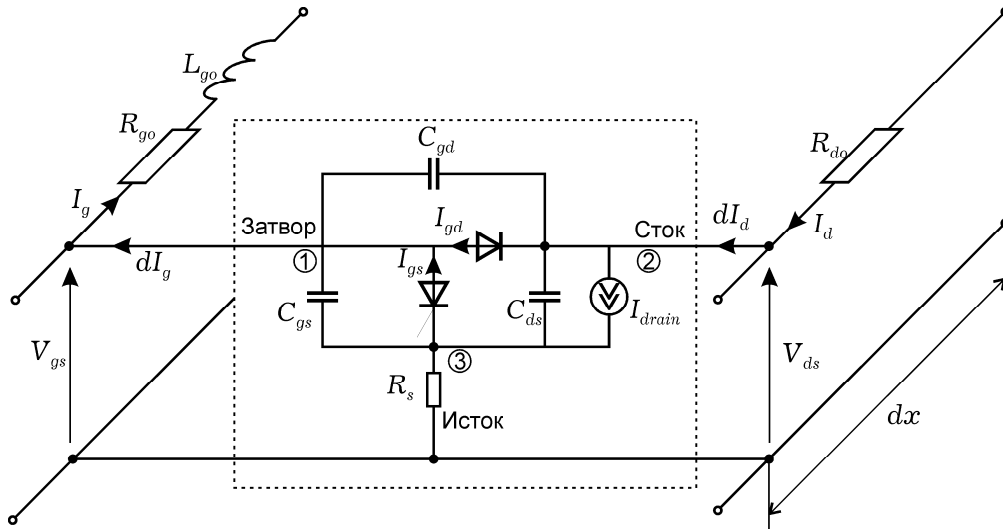 L_go
R_go
C_gd
R_do
I_g
Затвор
I_gd
Сток
dI_d
I_d
dI_g
①
I_gs
②
C_gs
C_ds
I_drain
V_gs
③
V_ds
R_s
Исток
dx